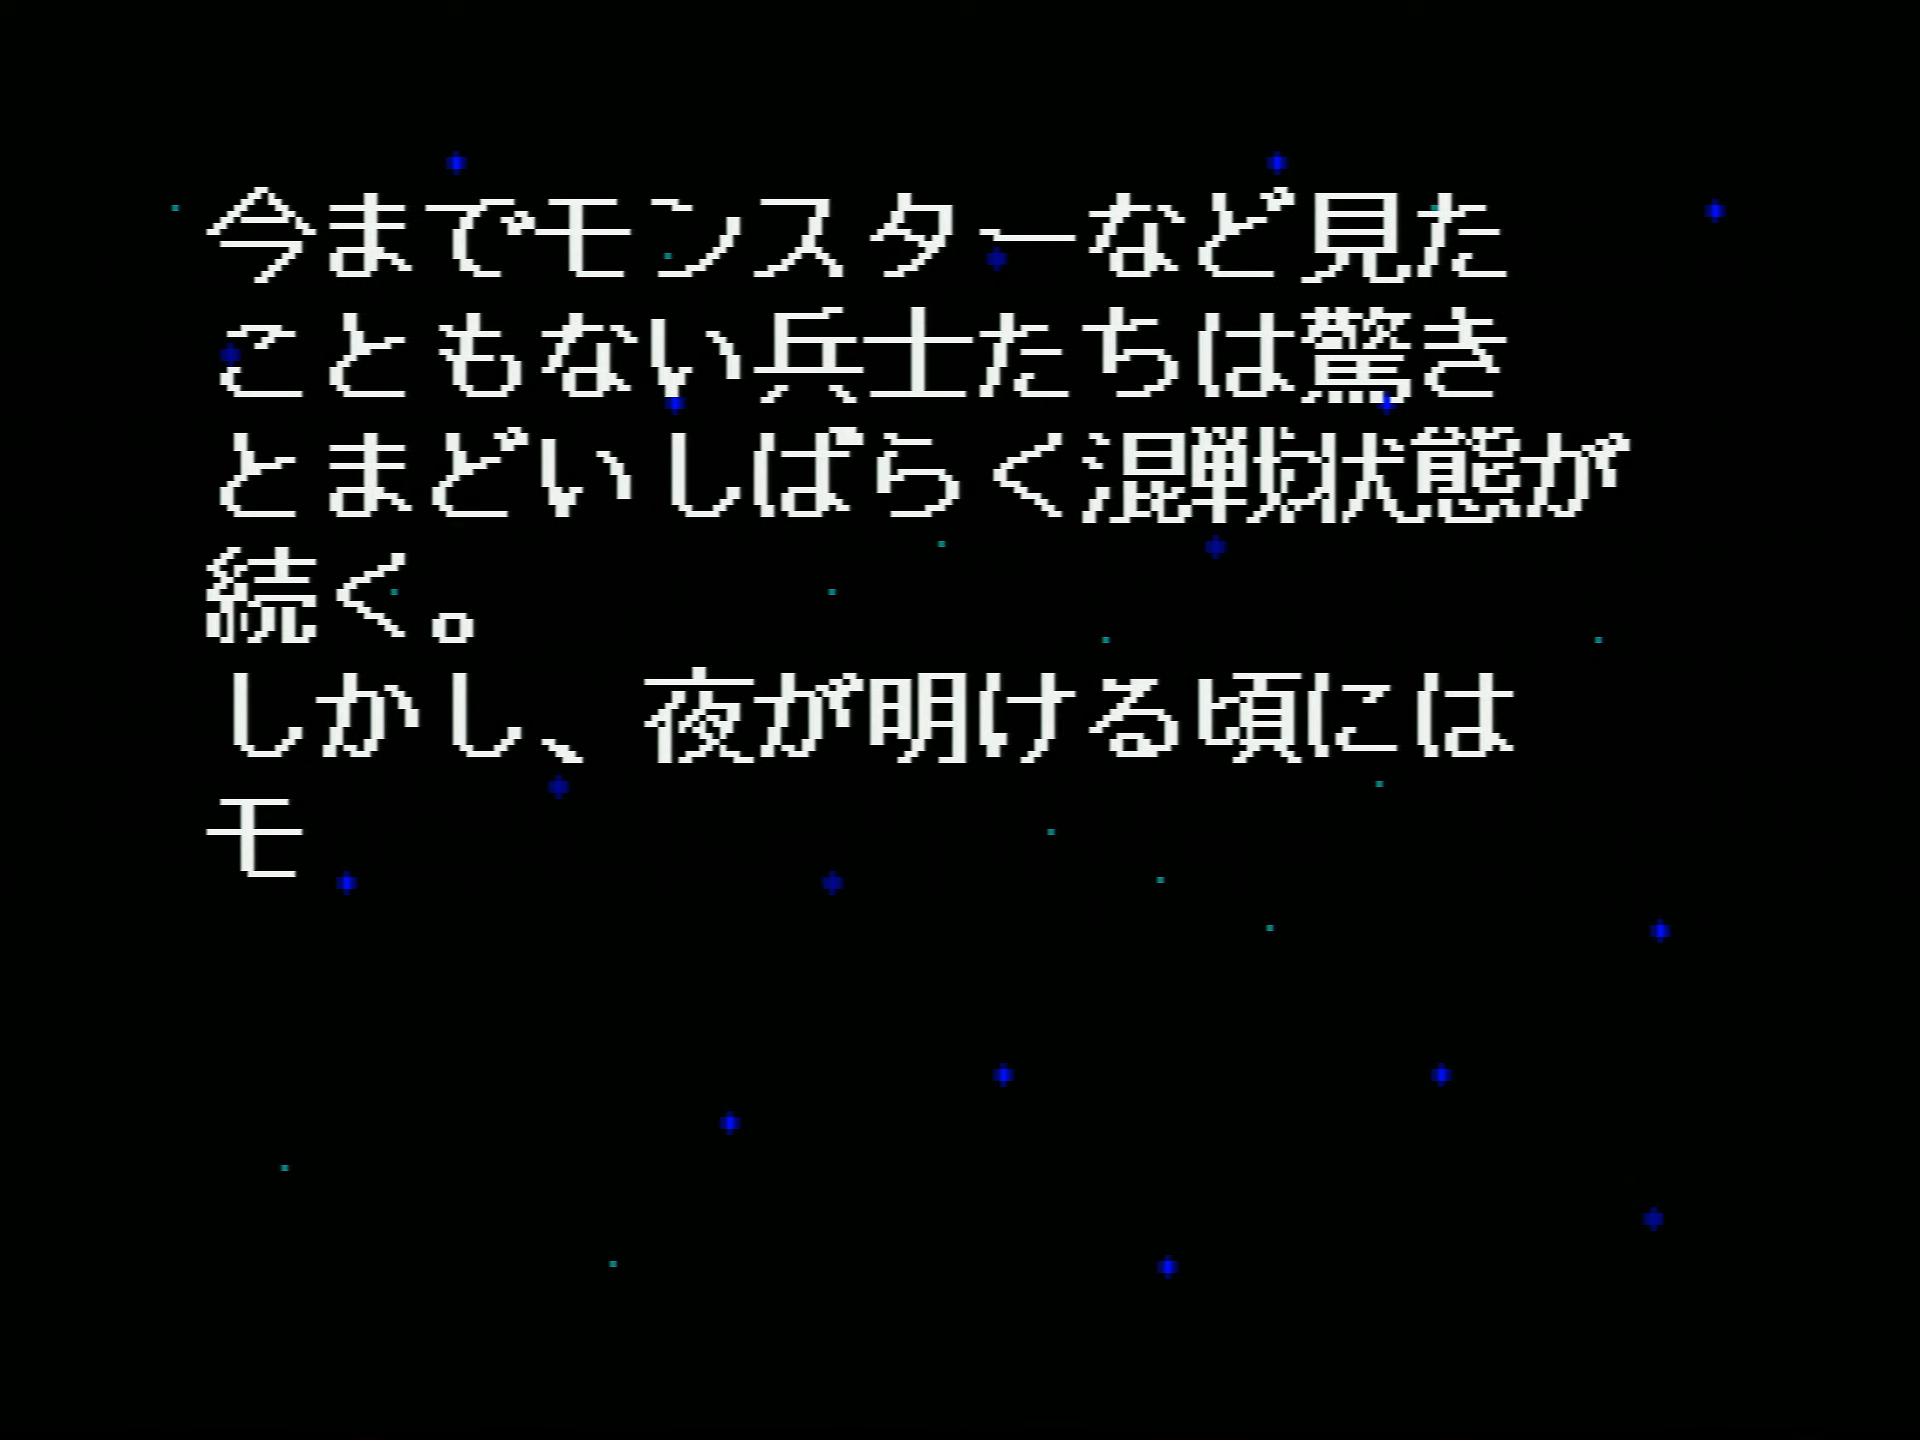 今までモンスターなど見た
こともない兵士たちは驚き
とまどいしばらく混戦状態が
続く。
しかし、夜が明ける頃には
モ